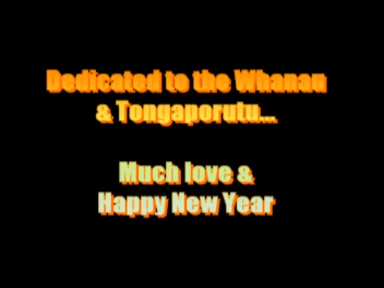 Dedicated to the Whanau
& Tongaporutu...
Much love &
Happy New Year